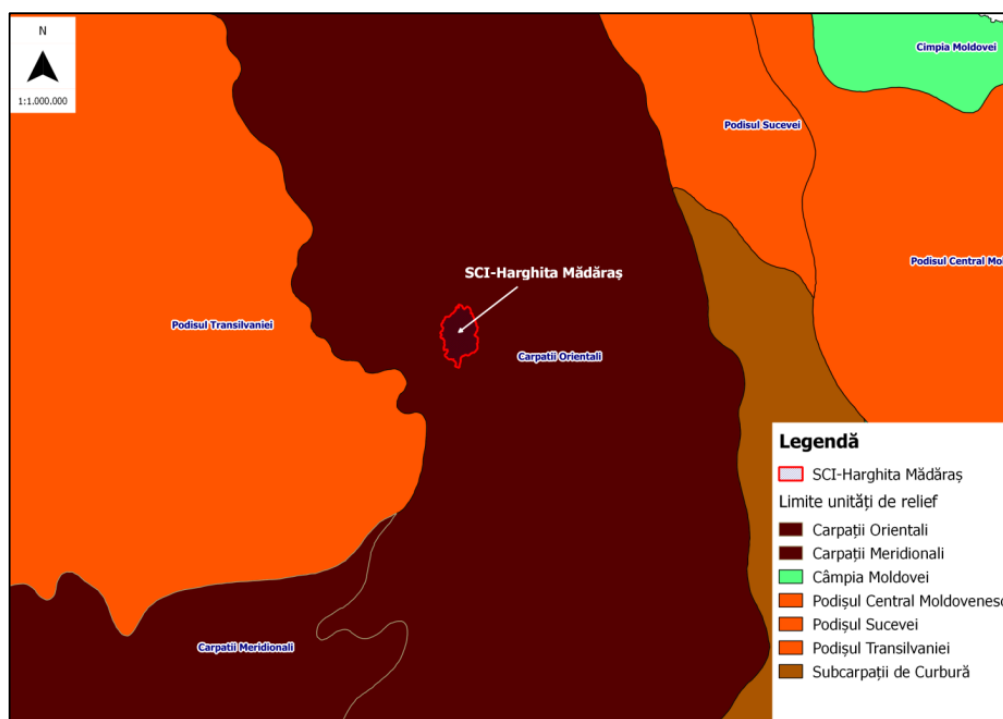 N
1:1.000.000
Cimpia Moldovei
Podisul Sucevei
Podisul Central Mol
SCI-Harghita Mădăraș
Podisul Transilvaniei
Carpatii Orientali
Carpatii Meridionali
Legendă
SCI-Harghita Mădăraș
Limite unități de relief
Carpații Orientali
Carpații Meridionali
Câmpia Moldovei
Podișul Central Moldovenesc
Podișul Sucevei
Podișul Transilvaniei
Subcarpații de Curbură